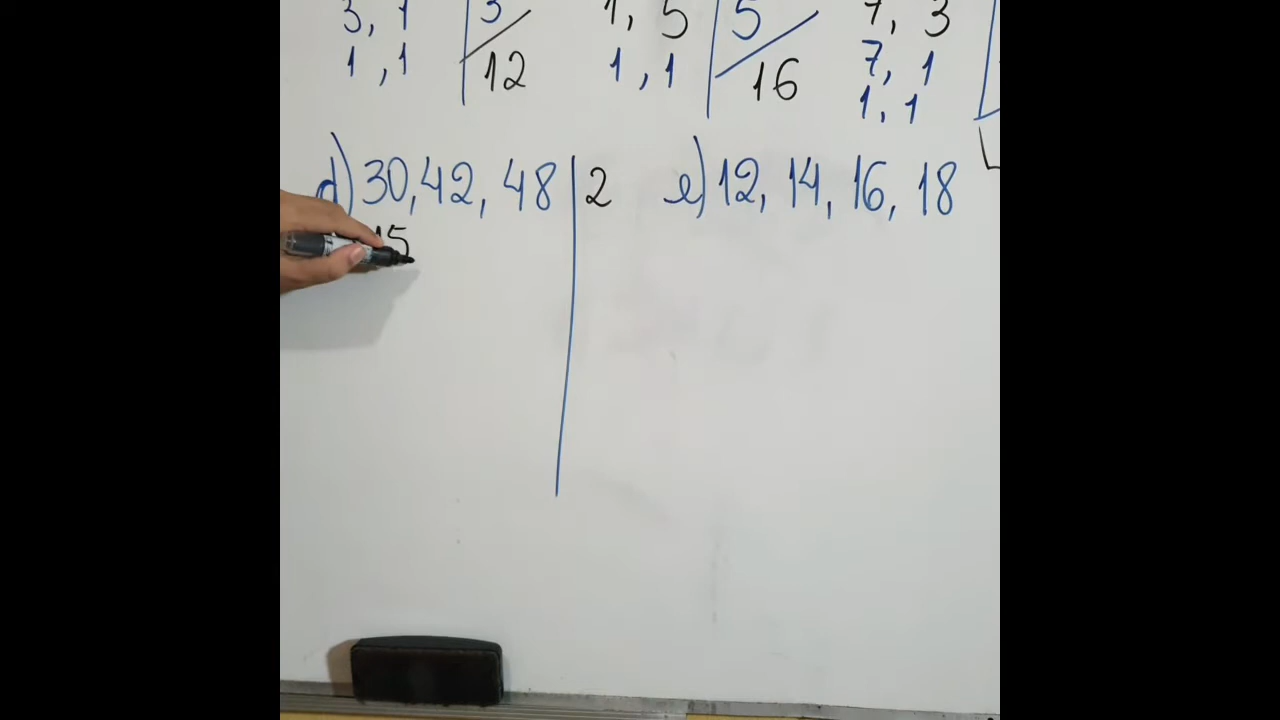 3, 1 | 3 1, 5 | 5 7, 3
1, 1 | 12 1, 1 | 16 7, 1
1, 1
d) 30, 42, 48 | 2 e) 12, 14, 16, 18
15